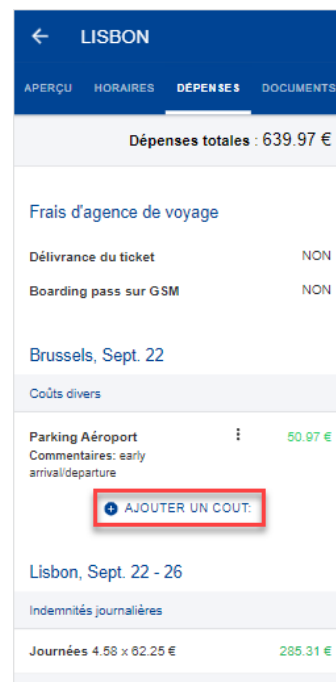 LISBON
APERÇU HORAIRES DÉPENSES DOCUMENTS
Dépenses totales : 639.97 €
Frais d'agence de voyage
Délivrance du ticket NON
Boarding pass sur GSM NON
Brussels, Sept. 22
Coûts divers
Parking Aéroport 50.97 €
Commentaires: early
arrival/departure
AJOUTER UN COUT:
Lisbon, Sept. 22 - 26
Indemnités journalières
Journées 4.58 x 62.25 € 285.31 €